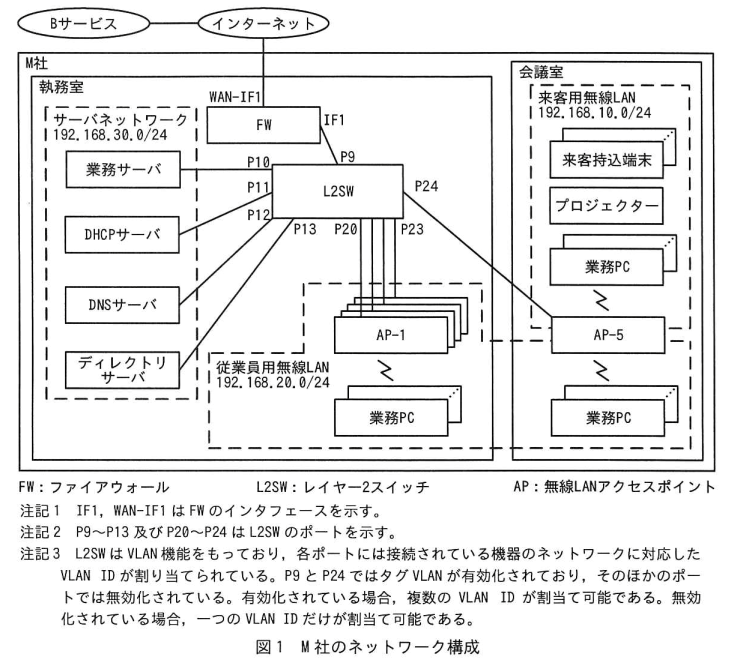 Bサービス
インターネット
M社
執務室
会議室
WAN-IF1
サーバネットワーク
192.168.30.0/24
FW
IF1
来客用無線LAN
192.168.10.0/24
業務サーバ
P10
P9
L2SW
P24
来客持込端末
P11
P12
P13
P20
P23
プロジェクター
DHCPサーバ
業務PC
DNSサーバ
AP-1
AP-5
ディレクトリ
サーバ
従業員用無線LAN
192.168.20.0/24
業務PC
業務PC
FW：ファイアウォール
L2SW：レイヤー2スイッチ
AP：無線LANアクセスポイント
注記1 IF1，WAN-IF1 は FW のインタフェースを示す。
注記2 P9～P13 及び P20～P24 は L2SW のポートを示す。
注記3 L2SW は VLAN 機能をもっており，各ポートには接続されている機器のネットワークに対応した
VLAN ID が割り当てられている。P9 と P24 ではタグ VLAN が有効化されており，そのほかのポー
トでは無効化されている。有効化されている場合，複数の VLAN ID が割当て可能である。無効
化されている場合，一つの VLAN ID だけが割当て可能である。
図1 M社のネットワーク構成